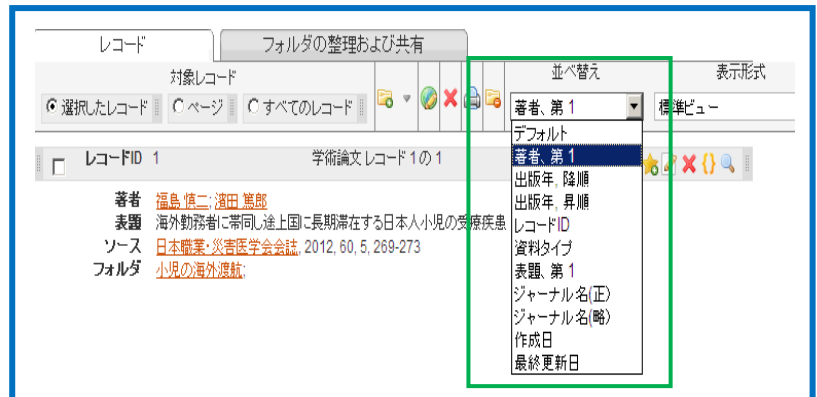 レコード フォルダの整理および共有
対象レコード 並べ替え 表示形式
選択したレコード ページ すべてのレコード 著者、第 1 標準ビュー
デフォルト
著者、第 1
出版年, 降順
出版年, 昇順
レコードID
資料タイプ
表題、第 1
ジャーナル名(正)
ジャーナル名(略)
作成日
最終更新日
レコードID 1 学術論文 レコード 1 の 1
著者 福島 慎二; 濱田 篤郎
表題 海外勤務者に帯同し途上国に長期滞在する日本人小児の受療疾患
ソース 日本職業・災害医学会会誌, 2012, 60, 5, 269-273
フォルダ 小児の海外渡航;